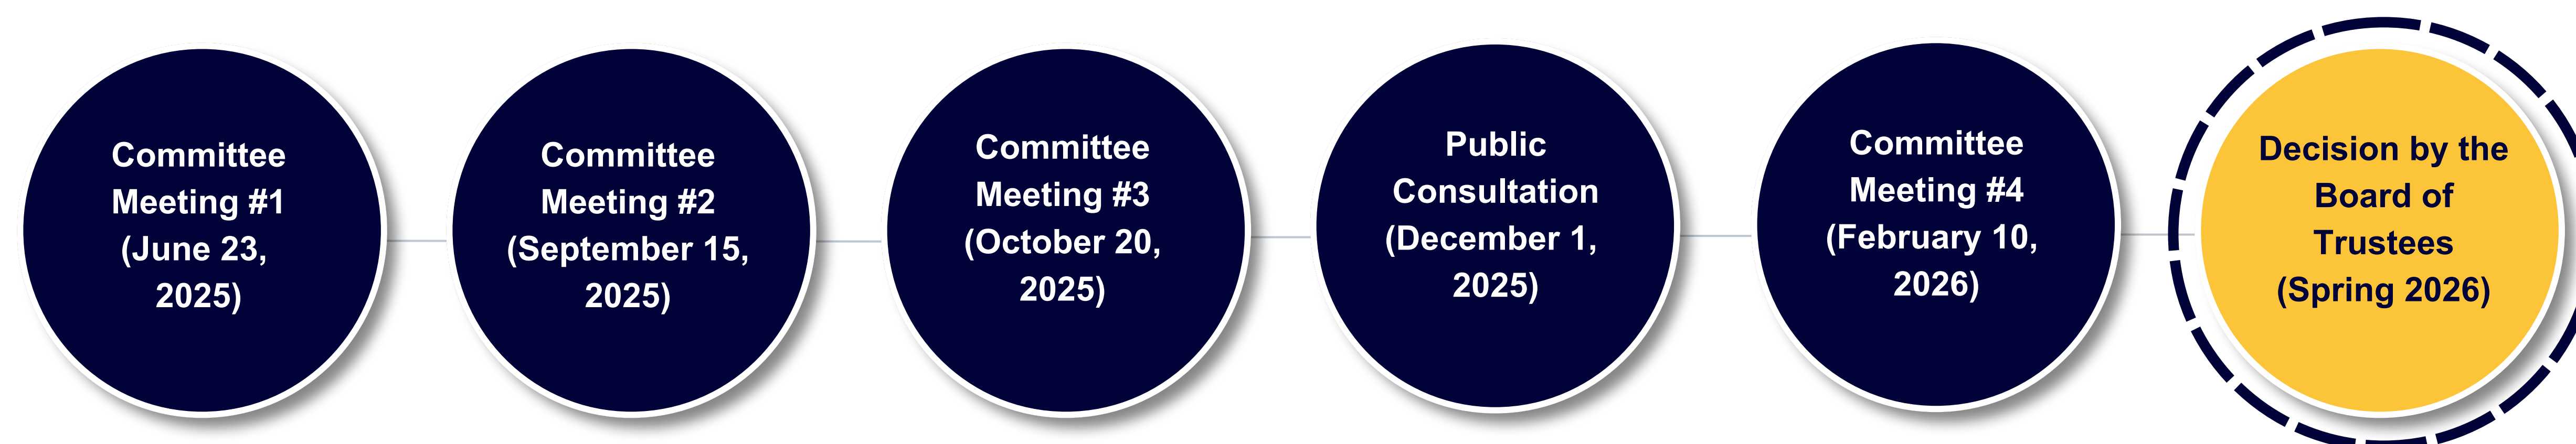 Committee
Meeting #1
(June 23,
2025)
Committee
Meeting #2
(September 15,
2025)
Committee
Meeting #3
(October 20,
2025)
Public
Consultation
(December 1,
2025)
Committee
Meeting #4
(February 10,
2026)
Decision by the
Board of
Trustees
(Spring 2026)